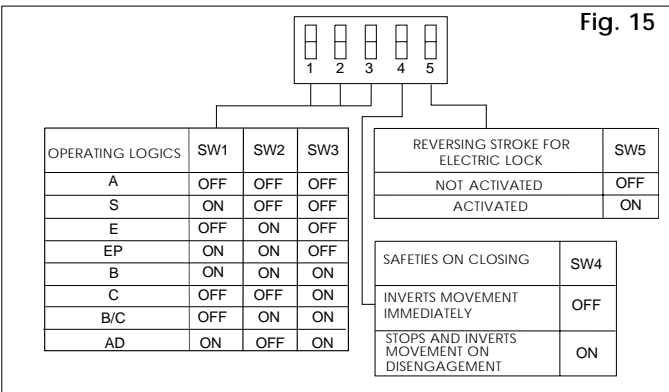 Fig. 15
1 2 3 4 5
OPERATING LOGICS SW1 SW2 SW3
A OFF OFF OFF
S ON OFF OFF
E OFF ON OFF
EP ON ON OFF
B ON ON ON
C OFF OFF ON
B/C OFF ON ON
AD ON OFF ON
REVERSING STROKE FOR
ELECTRIC LOCK
SW5
NOT ACTIVATED OFF
ACTIVATED ON
SAFETIES ON CLOSING SW4
INVERTS MOVEMENT
IMMEDIATELY
OFF
STOPS AND INVERTS
MOVEMENT ON
DISENGAGEMENT
ON